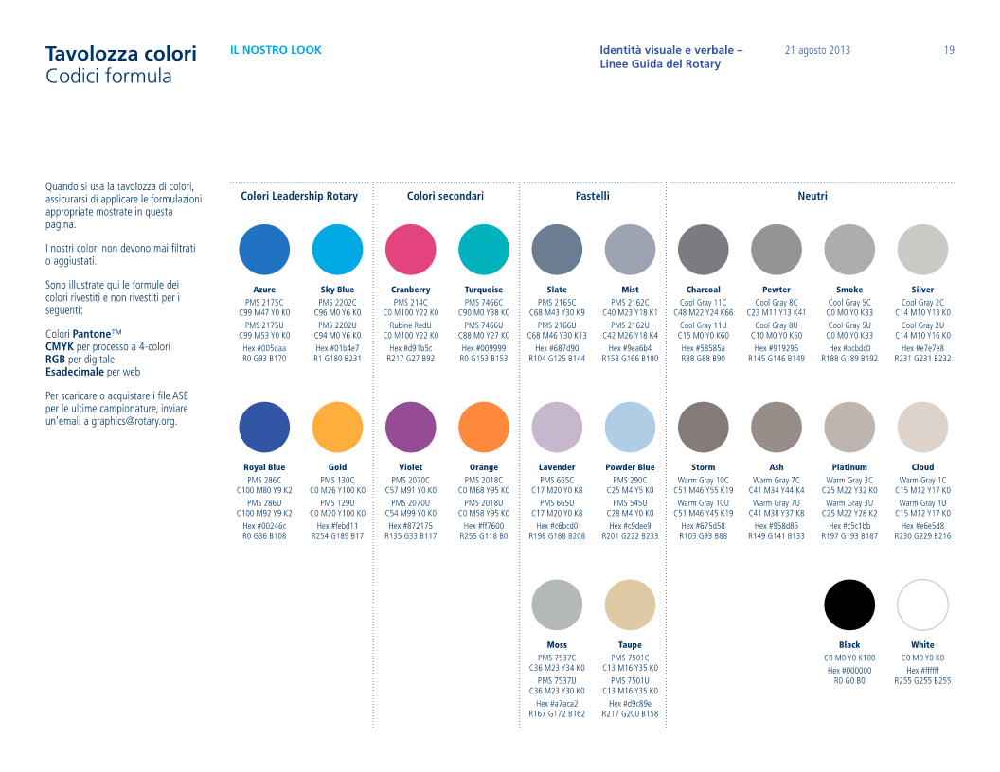 Tavolozza colori
Codici formula
IL NOSTRO LOOK
Identità visuale e verbale –
Linee Guida del Rotary
21 agosto 2013
19
Quando si usa la tavolozza di colori,
assicurarsi di applicare le formulazioni
appropriate mostrate in questa
pagina.
I nostri colori non devono mai filtrati
o aggiustati.
Sono illustrate qui le formule dei
colori rivestiti e non rivestiti per i
seguenti:
Colori Pantone™
CMYK per processo a 4-colori
RGB per digitale
Esadecimale per web
Per scaricare o acquistare i file ASE
per le ultime campionature, inviare
un'email a graphics@rotary.org.
Colori Leadership Rotary
Azure
PMS 2175C
C99 M47 Y0 K0
PMS 2175U
C99 M53 Y0 K0
Hex #005daa
R0 G93 B170
Sky Blue
PMS 2202C
C96 M0 Y6 K0
PMS 2202U
C94 M0 Y6 K0
Hex #01b4e7
R1 G180 B231
Royal Blue
PMS 286C
C100 M80 Y9 K2
PMS 286U
C100 M92 Y9 K2
Hex #00246c
R0 G36 B108
Gold
PMS 130C
C0 M26 Y100 K0
PMS 129U
C0 M20 Y100 K0
Hex #febd11
R254 G189 B17
Colori secondari
Cranberry
PMS 214C
C0 M100 Y22 K0
Rubine RedU
C0 M100 Y22 K0
Hex #d91b5c
R217 G27 B92
Turquoise
PMS 7466C
C90 M0 Y38 K0
PMS 7466U
C88 M0 Y27 K0
Hex #009999
R0 G153 B153
Violet
PMS 2070C
C57 M91 Y0 K0
PMS 2070U
C54 M99 Y0 K0
Hex #872175
R135 G33 B117
Orange
PMS 2018C
C0 M68 Y95 K0
PMS 2018U
C0 M58 Y95 K0
Hex #ff7600
R255 G118 B0
Pastelli
Slate
PMS 2165C
C68 M43 Y30 K9
PMS 2166U
C68 M46 Y30 K13
Hex #687d90
R104 G125 B144
Mist
PMS 2162C
C40 M23 Y18 K1
PMS 2162U
C42 M26 Y18 K4
Hex #9ea6b4
R158 G166 B180
Lavender
PMS 665C
C17 M20 Y0 K8
PMS 665U
C17 M20 Y0 K8
Hex #c6bcd0
R198 G188 B208
Powder Blue
PMS 290C
C25 M4 Y5 K0
PMS 545U
C28 M4 Y0 K0
Hex #c9dee9
R201 G222 B233
Moss
PMS 7537C
C36 M23 Y34 K0
PMS 7537U
C36 M23 Y30 K0
Hex #a7aca2
R167 G172 B162
Taupe
PMS 7501C
C13 M16 Y35 K0
PMS 7501U
C13 M16 Y35 K0
Hex #d9c89e
R217 G200 B158
Neutri
Charcoal
Cool Gray 11C
C48 M22 Y24 K66
Cool Gray 11U
C15 M0 Y0 K60
Hex #58585a
R88 G88 B90
Pewter
Cool Gray 8C
C23 M11 Y13 K41
Cool Gray 8U
C10 M0 Y0 K50
Hex #919295
R145 G146 B149
Smoke
Cool Gray 5C
C0 M0 Y0 K33
Cool Gray 5U
C0 M0 Y0 K33
Hex #bcbdc0
R188 G189 B192
Silver
Cool Gray 2C
C14 M10 Y13 K0
Cool Gray 2U
C14 M10 Y16 K0
Hex #e7e7e8
R231 G231 B232
Storm
Warm Gray 10C
C51 M46 Y55 K19
Warm Gray 10U
C51 M46 Y45 K19
Hex #675d58
R103 G93 B88
Ash
Warm Gray 7C
C41 M34 Y44 K4
Warm Gray 7U
C41 M38 Y37 K8
Hex #958d85
R149 G141 B133
Platinum
Warm Gray 3C
C25 M22 Y32 K0
Warm Gray 3U
C25 M22 Y28 K2
Hex #c5c1bb
R197 G193 B187
Cloud
Warm Gray 1C
C15 M12 Y17 K0
Warm Gray 1U
C15 M12 Y17 K0
Hex #e6e5d8
R230 G229 B216
Black
C0 M0 Y0 K100
Hex #000000
R0 G0 B0
White
C0 M0 Y0 K0
Hex #ffffff
R255 G255 B255